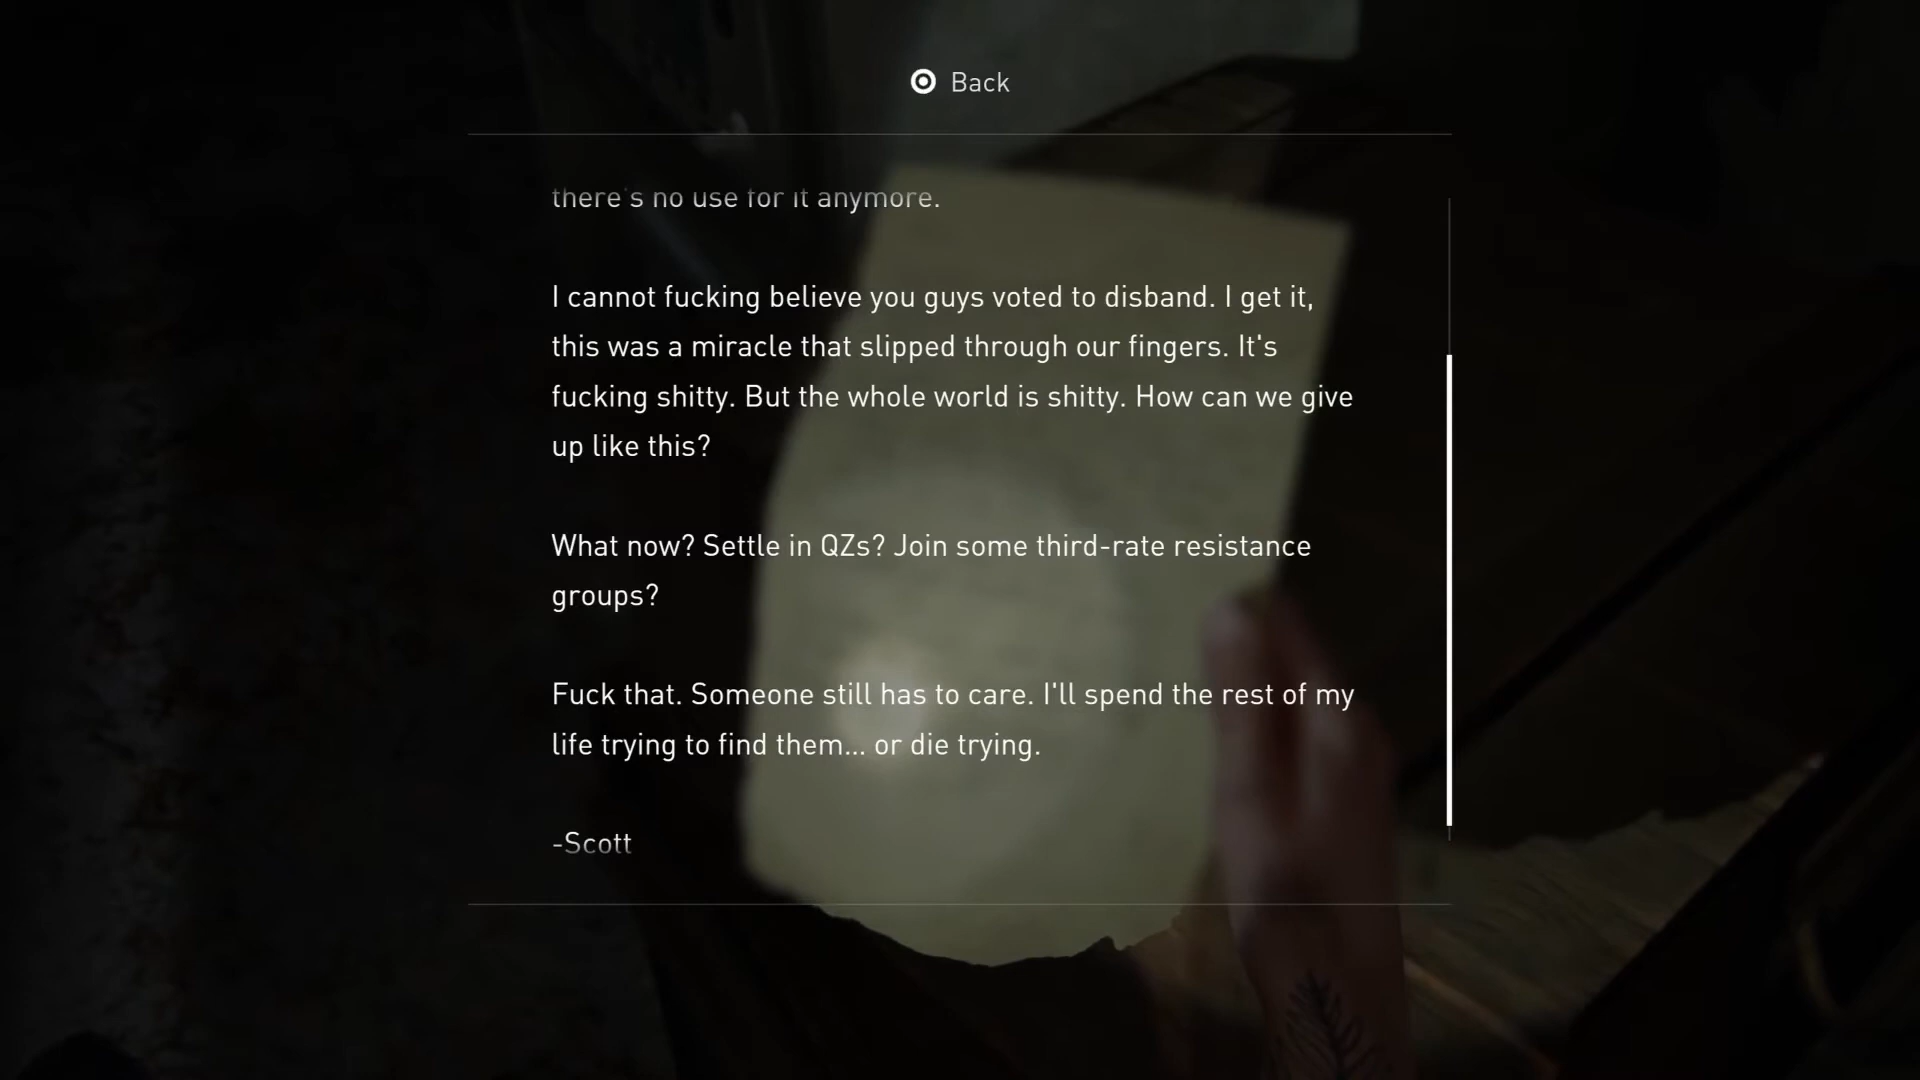 Back
there's no use for it anymore.
I cannot fucking believe you guys voted to disband. I get it,
this was a miracle that slipped through our fingers. It's
fucking shitty. But the whole world is shitty. How can we give
up like this?
What now? Settle in QZs? Join some third-rate resistance
groups?
Fuck that. Someone still has to care. I'll spend the rest of my
life trying to find them... or die trying.
-Scott